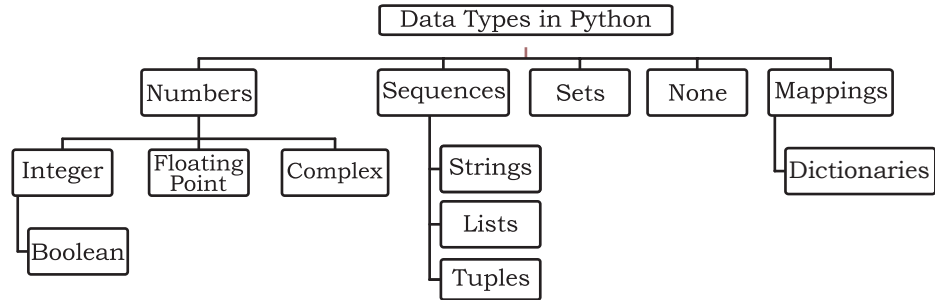 Data Types in Python
Numbers
Sequences
Sets
None
Mappings
Integer
Floating
Point
Complex
Strings
Dictionaries
Lists
Boolean
Tuples